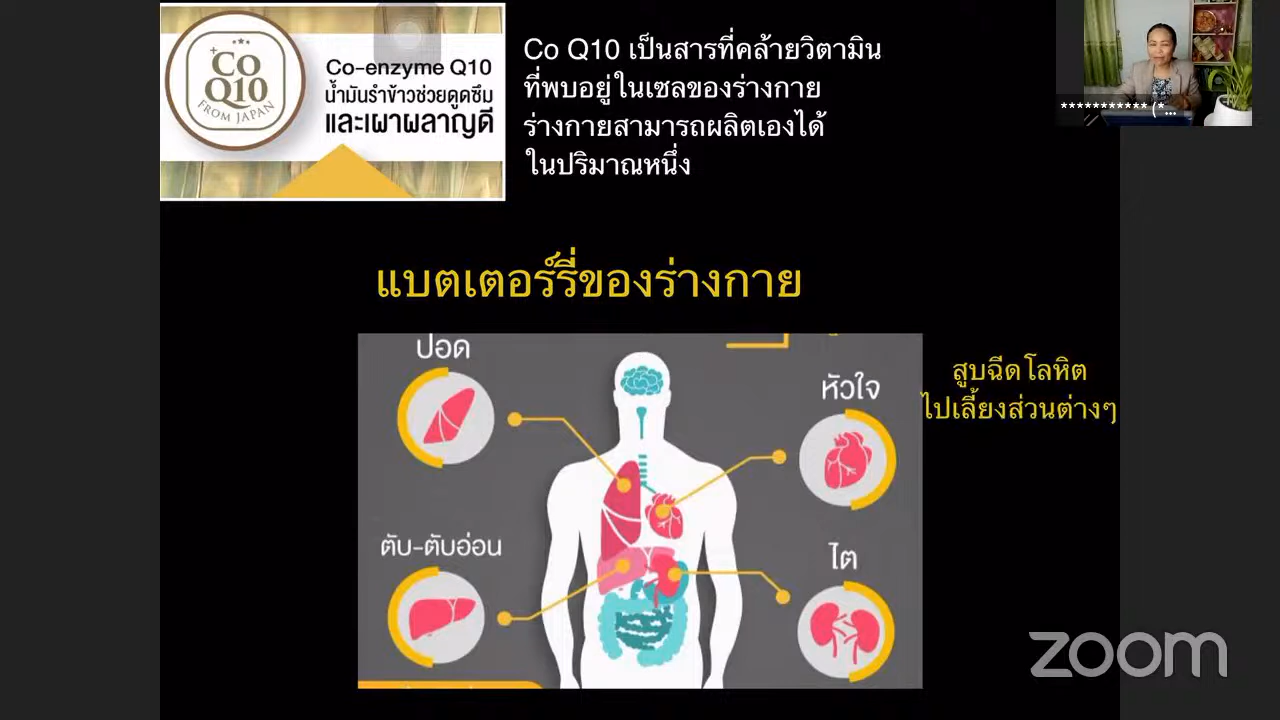 Co
Q10
FROM JAPAN
Co-enzyme Q10
น้ำมันรำข้าวช่วยดูดซึม
และเผาผลาญดี
Co Q10 เป็นสารที่คล้ายวิตามิน
ที่พบอยู่ในเซลของร่างกาย
ร่างกายสามารถผลิตเองได้
ในปริมาณหนึ่ง
*********** (* ...
แบตเตอร์รี่ของร่างกาย
ปอด
หัวใจ
สูบฉีดโลหิต
ไปเลี้ยงส่วนต่างๆ
ตับ-ตับอ่อน
ไต
zoom